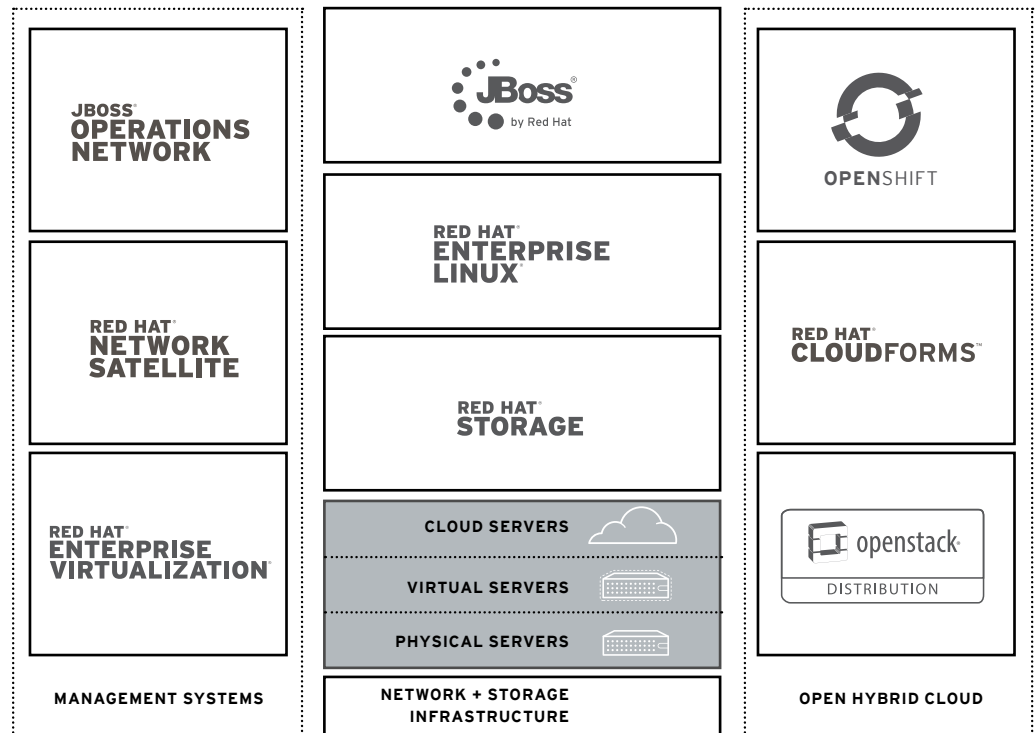 JBOSS®
OPERATIONS
NETWORK
RED HAT®
NETWORK
SATELLITE
RED HAT®
ENTERPRISE
VIRTUALIZATION®
MANAGEMENT SYSTEMS
JBoss®
by Red Hat
RED HAT®
ENTERPRISE
LINUX®
RED HAT®
STORAGE
CLOUD SERVERS
VIRTUAL SERVERS
PHYSICAL SERVERS
NETWORK + STORAGE
INFRASTRUCTURE
OPENSHIFT
RED HAT®
CLOUDFORMS™
openstack®
DISTRIBUTION
OPEN HYBRID CLOUD